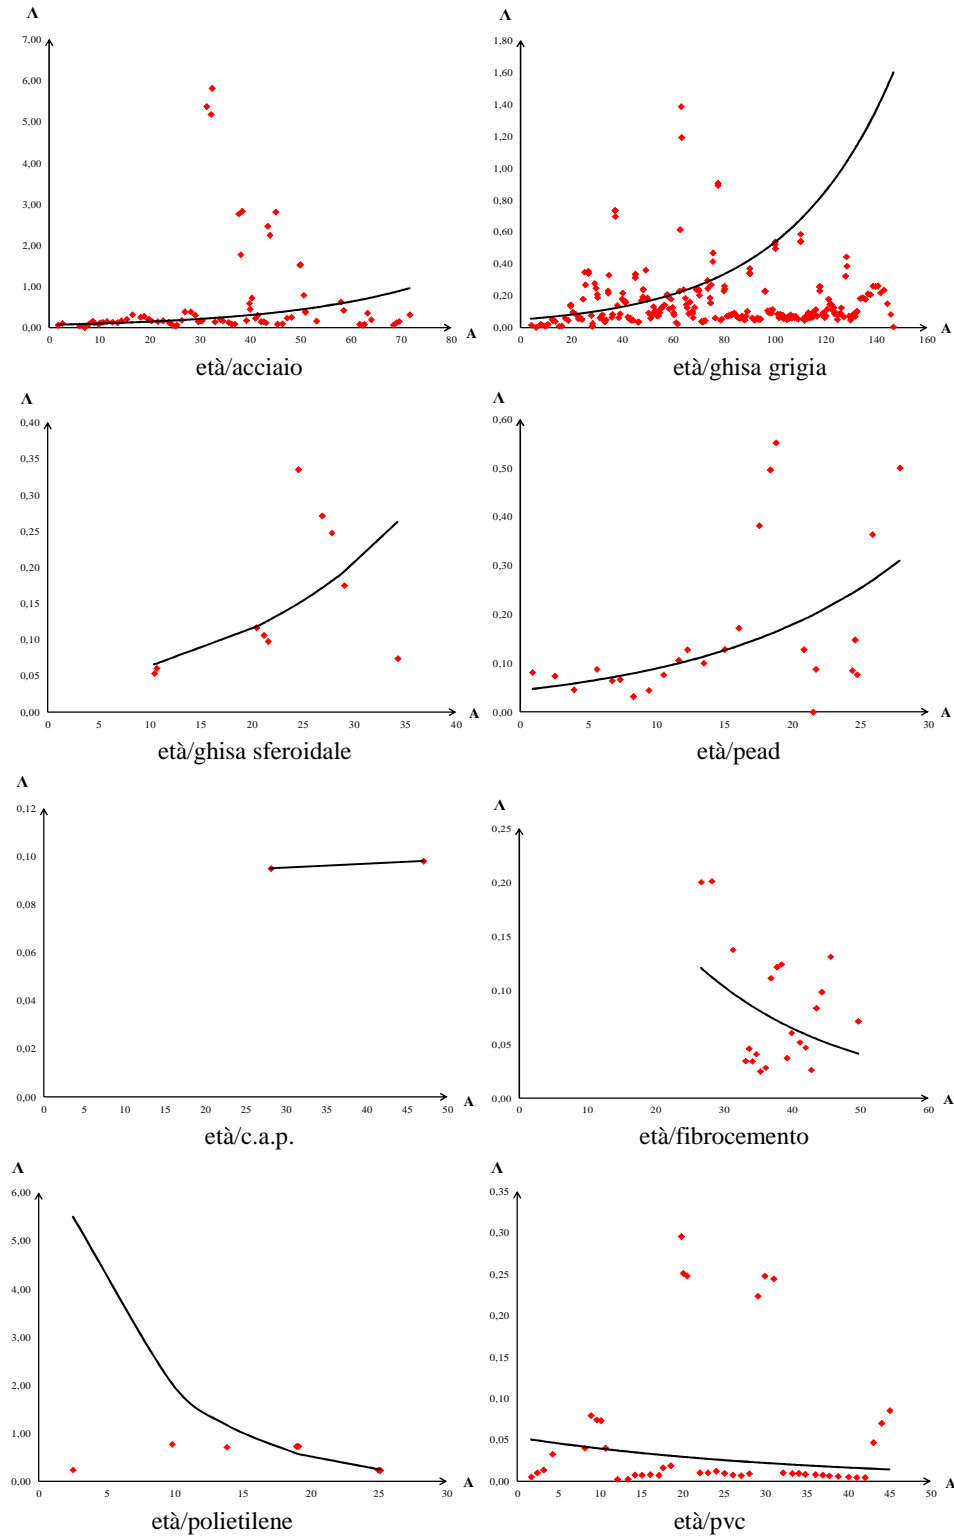 Λ
7,00
6,00
5,00
4,00
3,00
2,00
1,00
0,00
0 10 20 30 40 50 60 70 80 A
età/acciaio
Λ
1,80
1,60
1,40
1,20
1,00
0,80
0,60
0,40
0,20
0,00
0 20 40 60 80 100 120 140 160
A
età/ghisa grigia
Λ
0,40
0,35
0,30
0,25
0,20
0,15
0,10
0,05
0,00
0 10 20 30 40 A
età/ghisa sferoidale
Λ
0,60
0,50
0,40
0,30
0,20
0,10
0,00
0 10 20 30 A
età/pead
Λ
0,12
0,10
0,08
0,06
0,04
0,02
0,00
0 5 10 15 20 25 30 35 40 45 50 A
età/c.a.p.
Λ
0,25
0,20
0,15
0,10
0,05
0,00
0 10 20 30 40 50 60 A
età/fibrocemento
Λ
6,00
5,00
4,00
3,00
2,00
1,00
0,00
0 5 10 15 20 25 30 A
età/polietilene
Λ
0,35
0,30
0,25
0,20
0,15
0,10
0,05
0,00
0 5 10 15 20 25 30 35 40 45 50 A
età/pvc